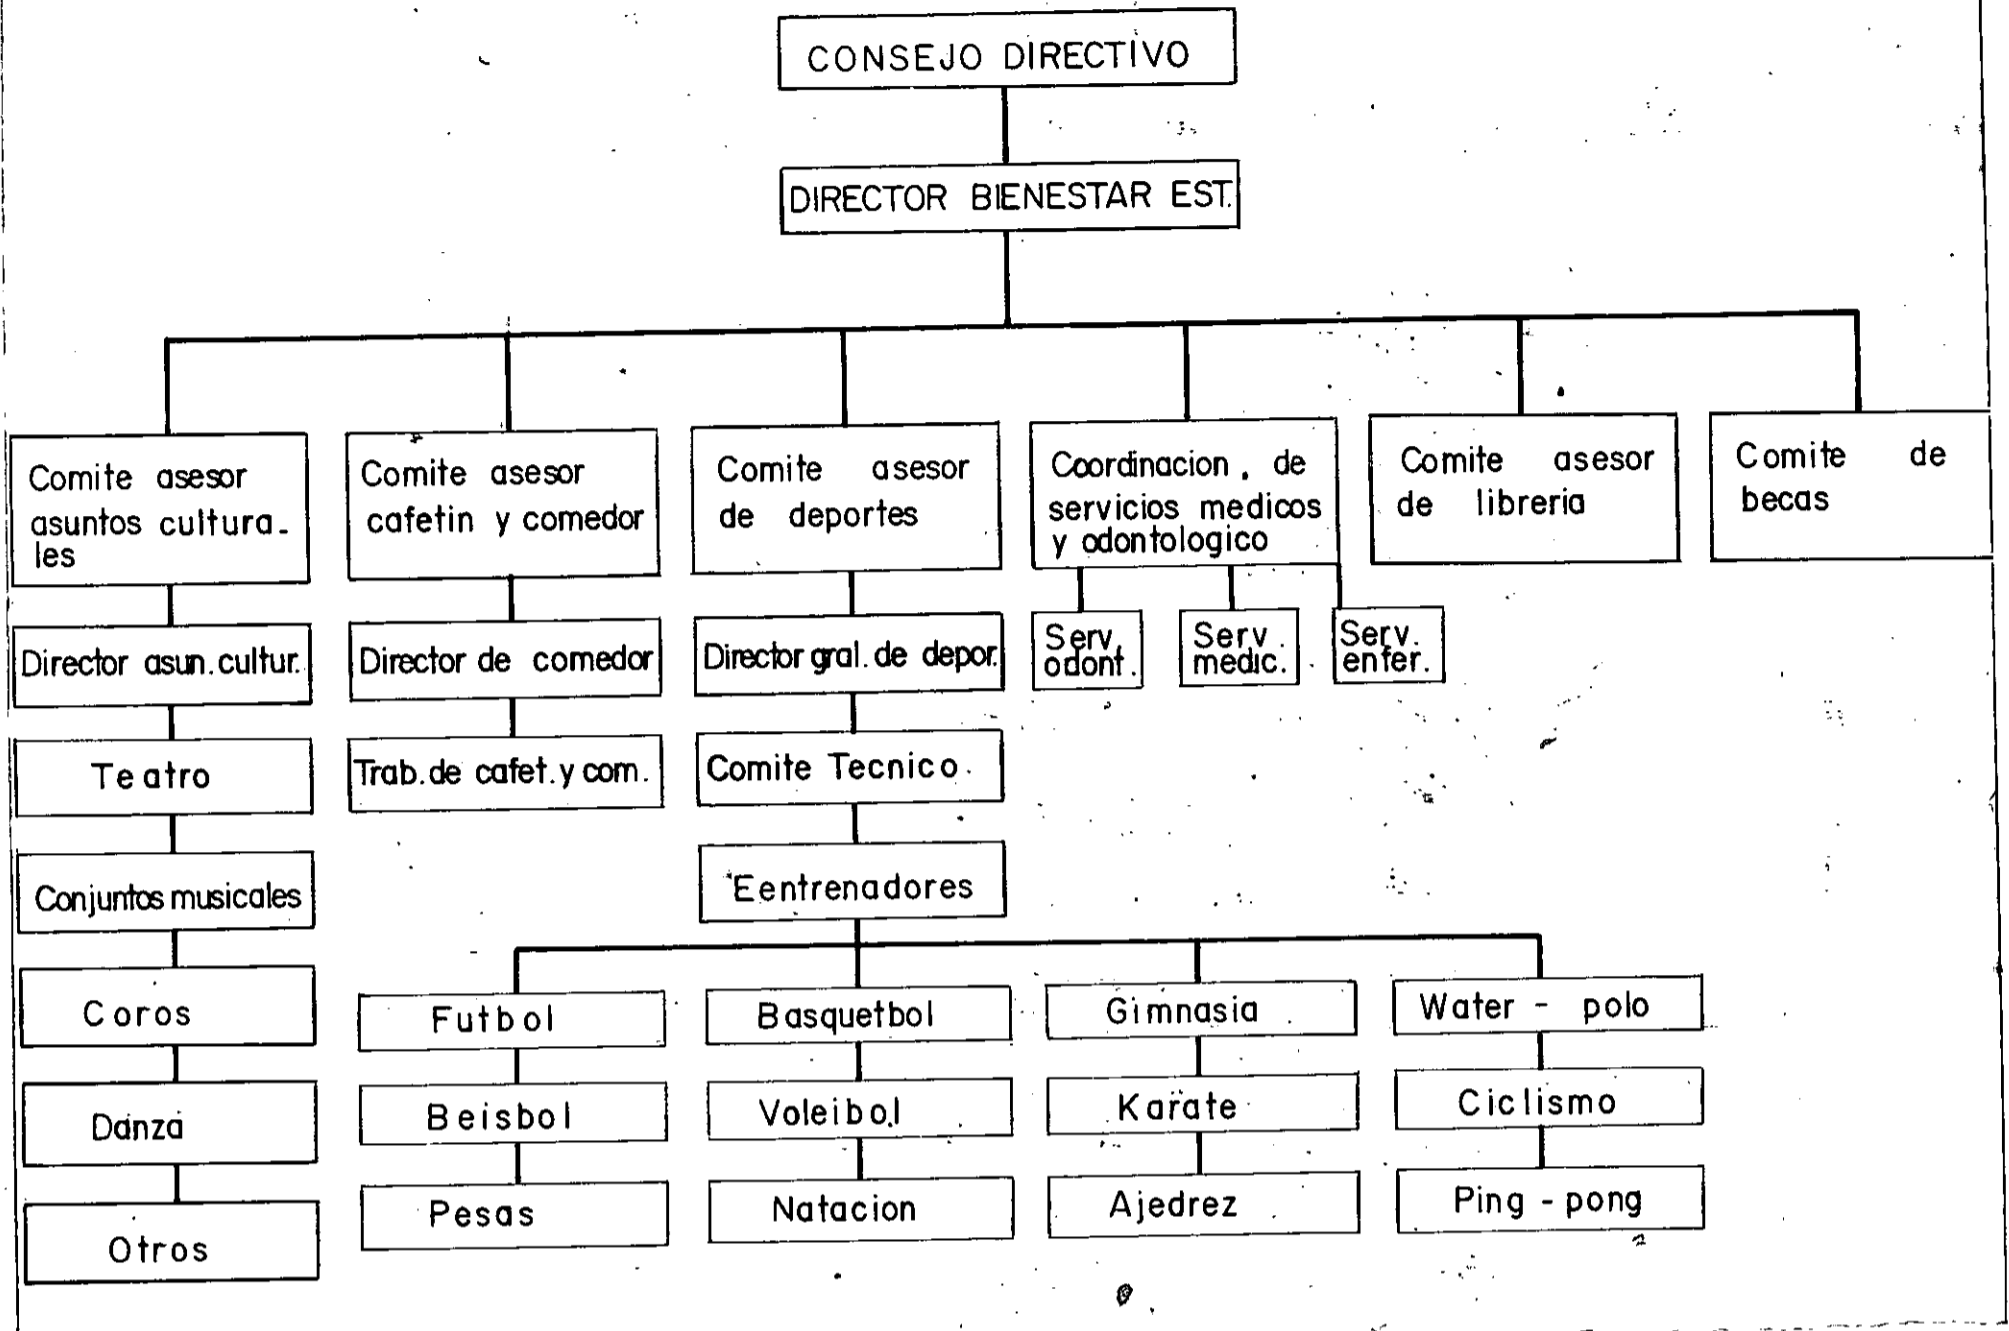 CONSEJO DIRECTIVO
DIRECTOR BIENESTAR EST.
Comite asesor
asuntos cultura-
les
Comite asesor
cafetin y comedor
Comite asesor
de deportes
Coordinacion de
servicios medicos
y odontologico
Comite asesor
de libreria
Comite de
becas
Director asun. cultur.
Director de comedor
Director gral. de depor.
Serv.
odont.
Serv.
medic.
Serv.
enfer.
Teatro
Trab. de cafet. y com.
Comite Tecnico
Conjuntos musicales
Eentrenadores
Coros
Futbol
Basquetbol
Gimnasia
Water - polo
Danza
Beisbol
Voleibol
Karate
Ciclismo
Otros
Pesas
Natacion
Ajedrez
Ping - pong